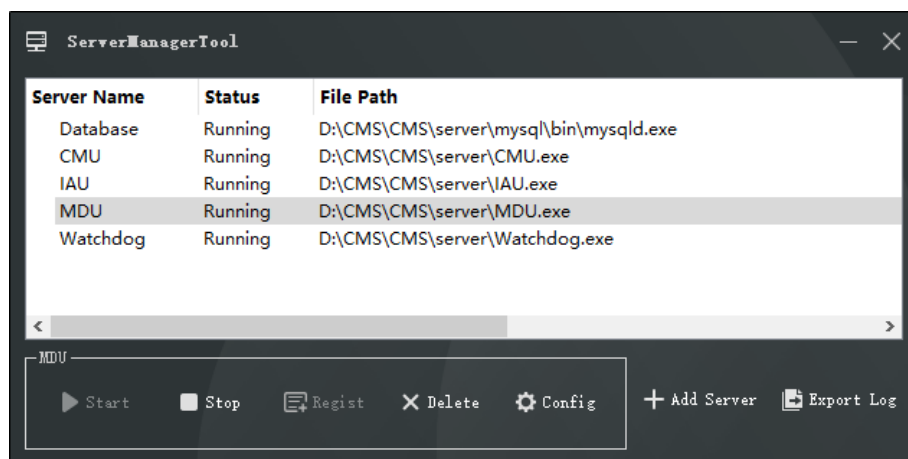 ServerManagerTool
Server Name Status File Path
Database Running D:\CMS\CMS\server\mysql\bin\mysqld.exe
CMU Running D:\CMS\CMS\server\CMU.exe
IAU Running D:\CMS\CMS\server\IAU.exe
MDU Running D:\CMS\CMS\server\MDU.exe
Watchdog Running D:\CMS\CMS\server\Watchdog.exe
MDU
Start Stop Regist Delete Config Add Server Export Log